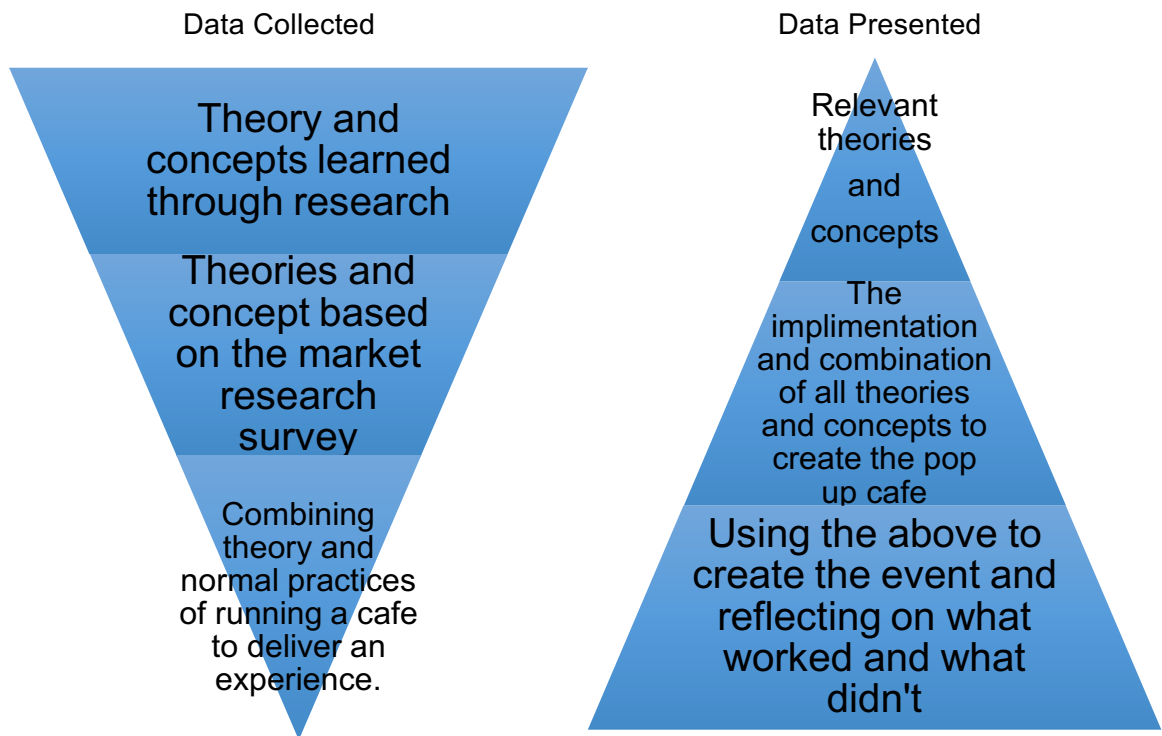 Data Collected
Theory and
concepts learned
through research
Theories and
concept based
on the market
research
survey
Combining
theory and
normal practices
of running a cafe
to deliver an
experience.
Data Presented
Relevant
theories
and
concepts
The
implimentation
and combination
of all theories
and concepts to
create the pop
up cafe
Using the above to
create the event and
reflecting on what
worked and what
didn't